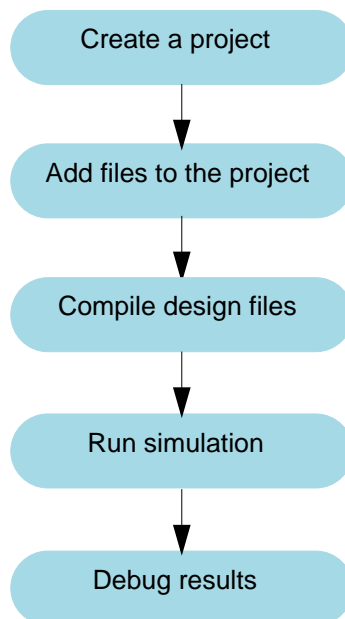 Create a project
Add files to the project
Compile design files
Run simulation
Debug results